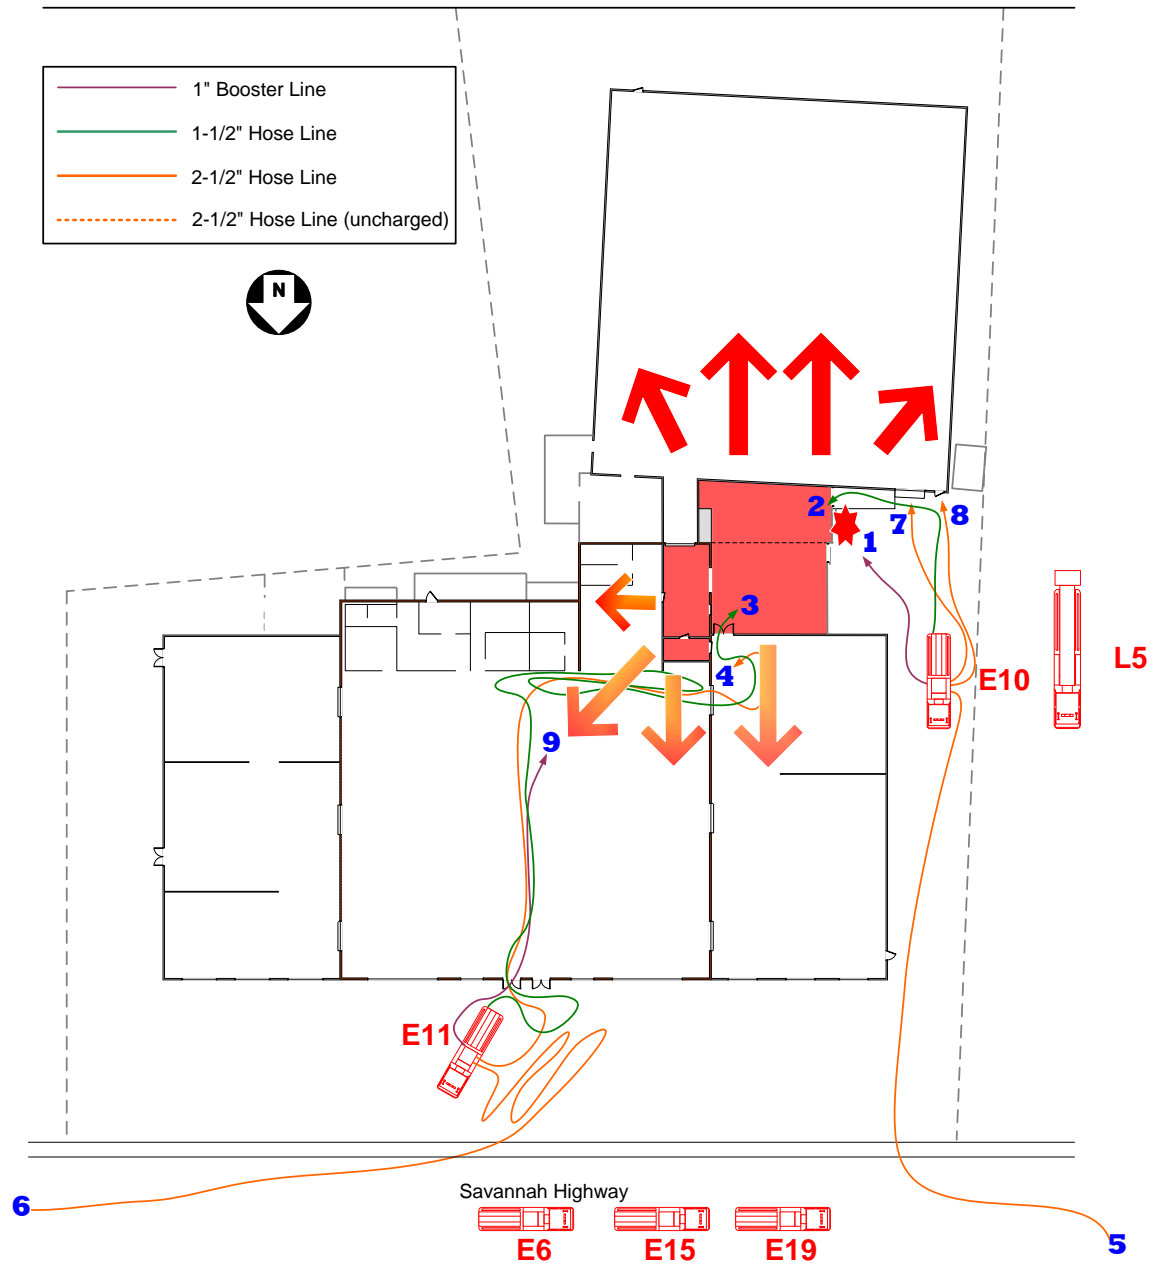 1" Booster Line
1-1/2" Hose Line
2-1/2" Hose Line
2-1/2" Hose Line (uncharged)
N
2
7
8
1
3
4
E10
L5
9
E11
6
Savannah Highway
5
E6
E15
E19